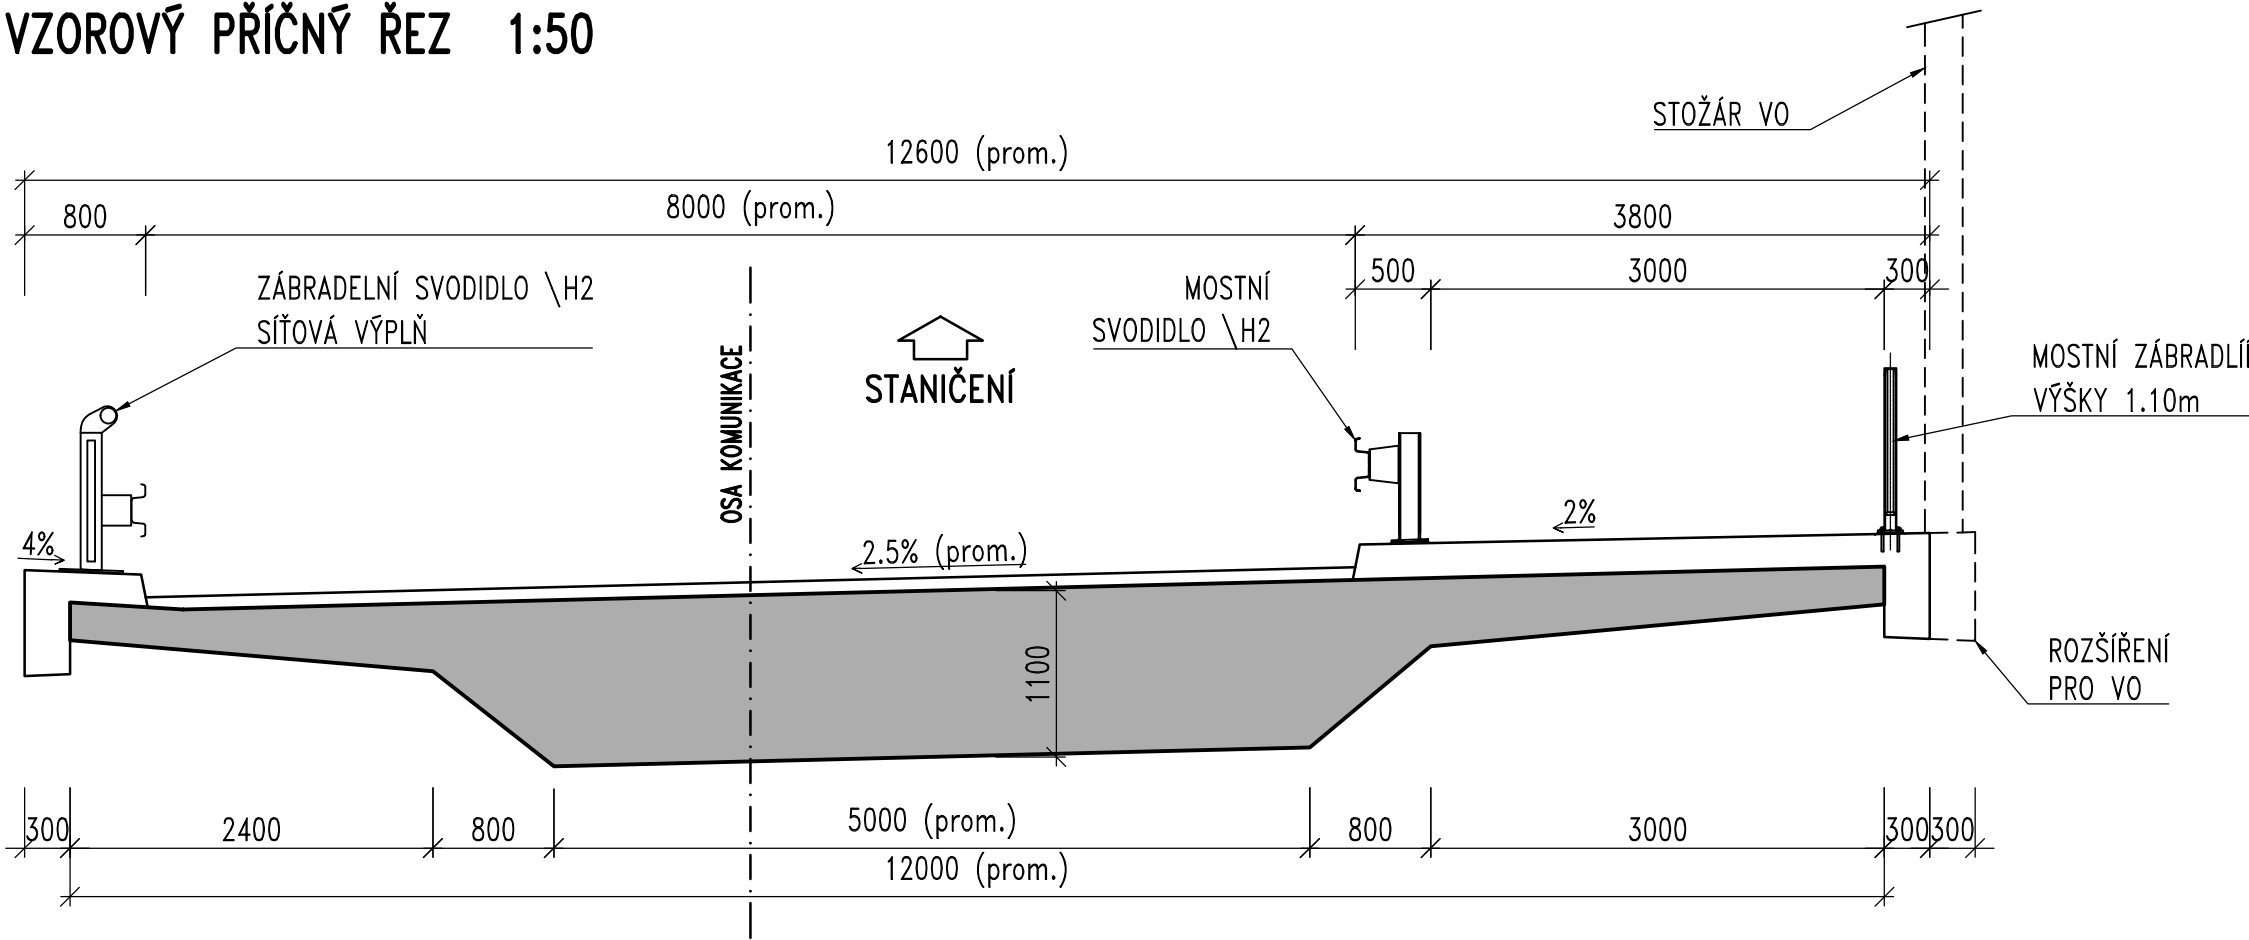 VZOROVÝ PŘÍČNÝ ŘEZ 1:50
STOŽÁR VO
12600 (prom.)
800
8000 (prom.)
3800
500
3000
300
ZÁBRADELNÍ SVODIDLO \H2
SÍŤOVÁ VÝPLŇ
MOSTNÍ
SVODIDLO \H2
OSA KOMUNIKACE
STANIČENÍ
MOSTNÍ ZÁBRADLÍÍ
VÝŠKY 1.10m
4%
2.5% (prom.)
2%
1100
ROZŠÍŘENÍ
PRO VO
300
2400
800
5000 (prom.)
800
3000
300
300
12000 (prom.)